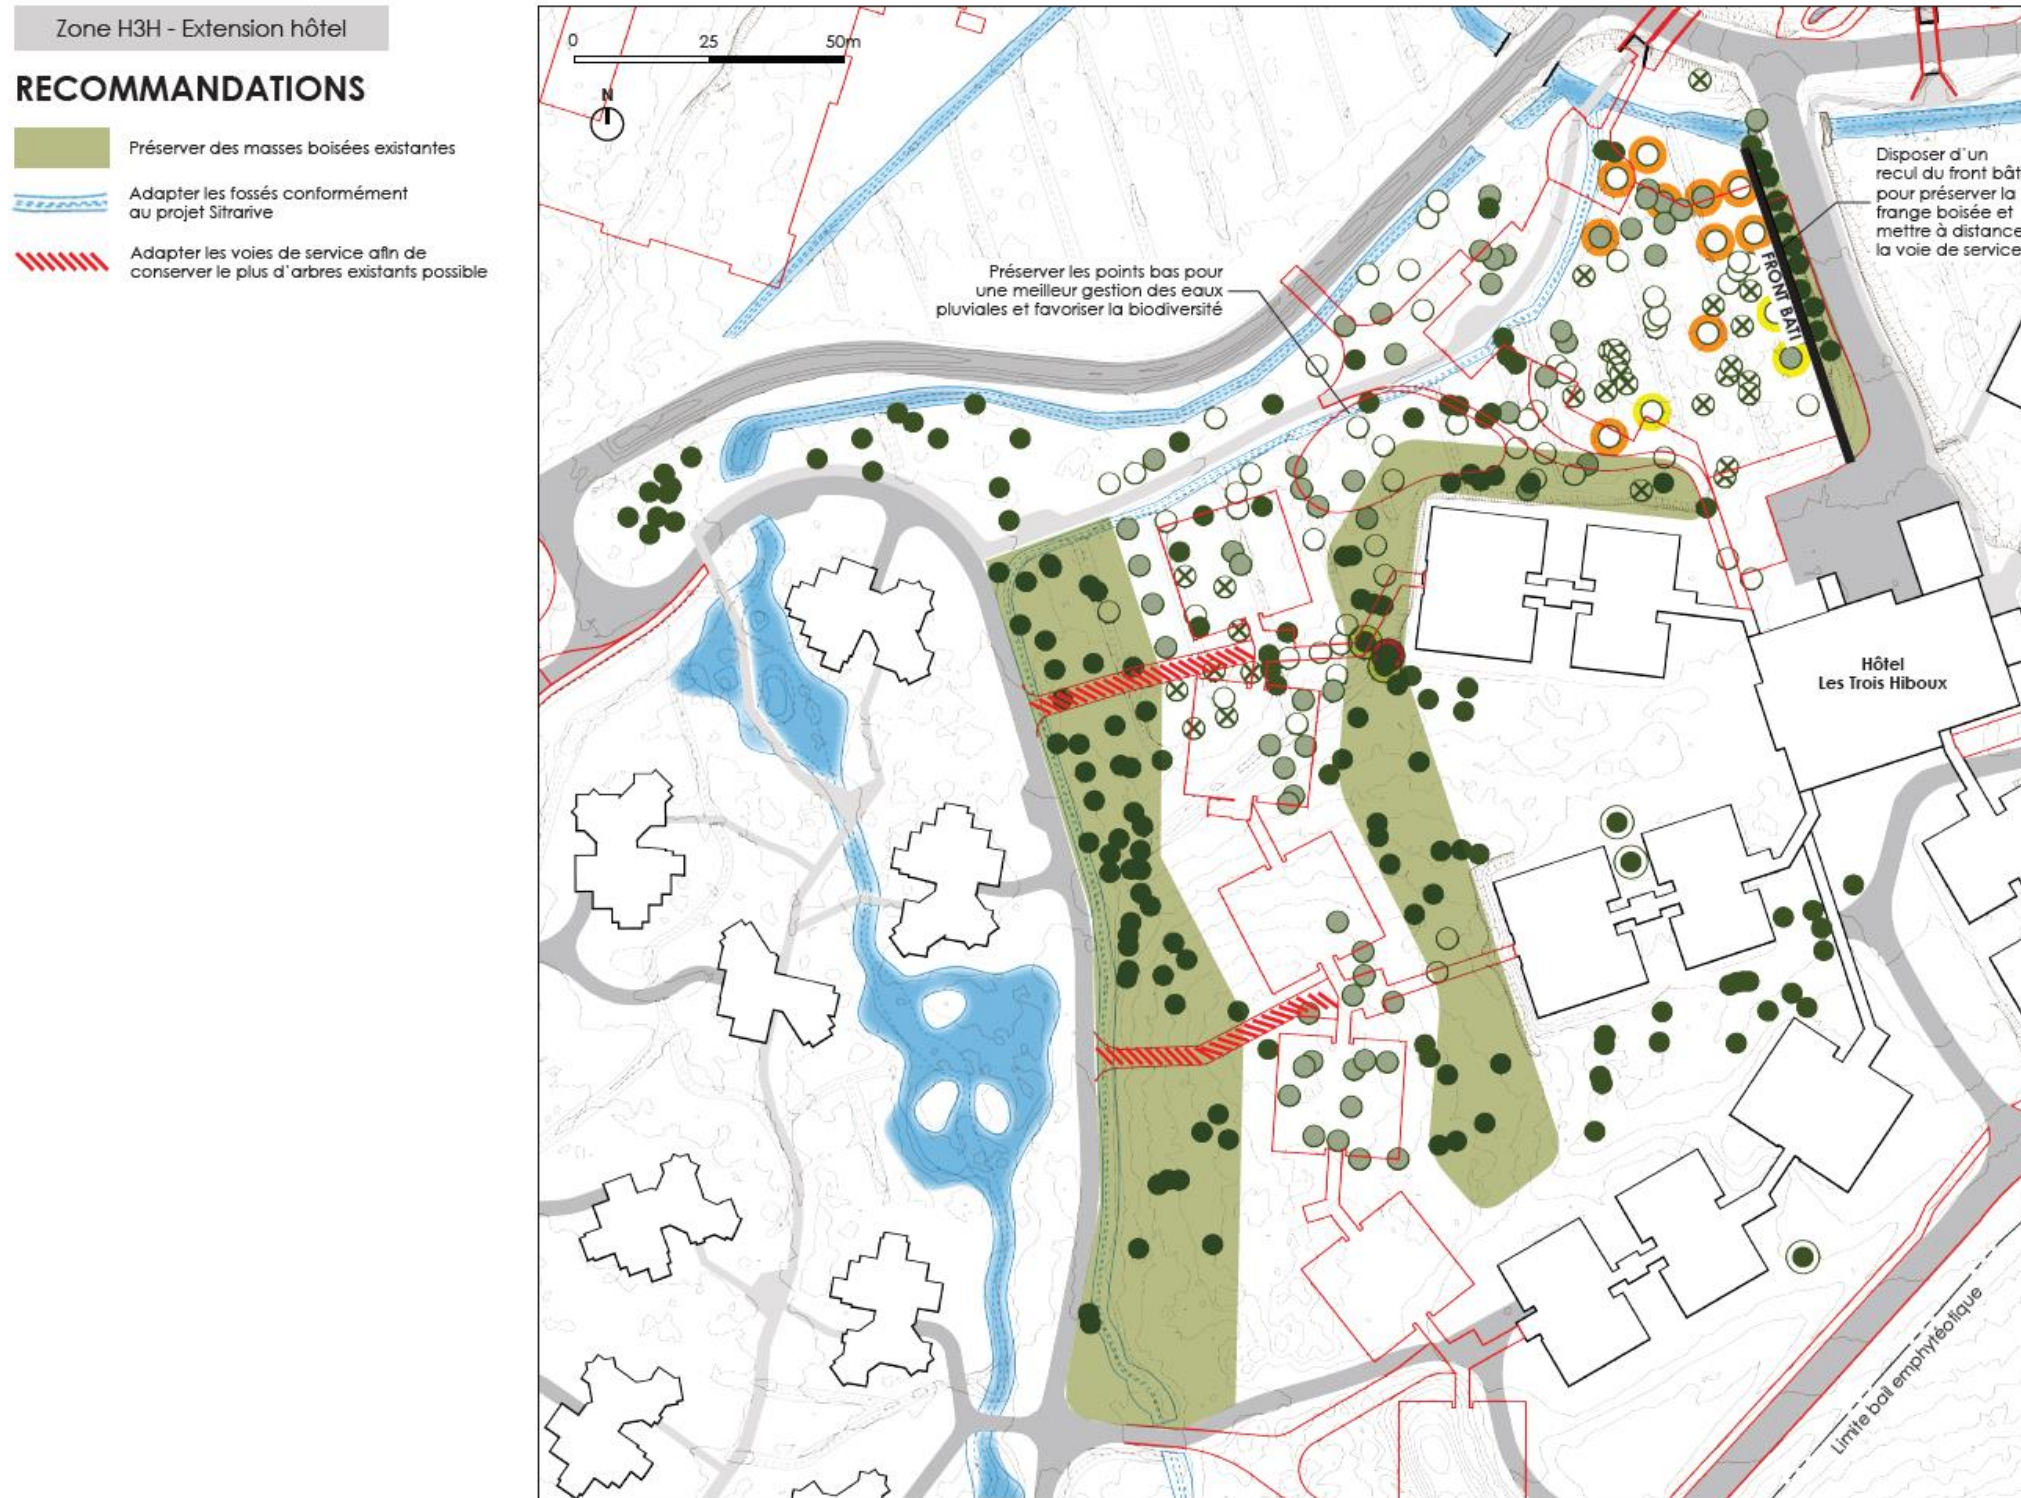 Zone H3H - Extension hôtel
RECOMMANDATIONS
Préserver des masses boisées existantes
Adapter les fossés conformément
au projet Sitrarive
Adapter les voies de service afin de
conserver le plus d'arbres existants possible
0 25 50m
N
Préserver les points bas pour
une meilleur gestion des eaux
pluviales et favoriser la biodiversité
Disposer d'un
recul du front bât
pour préserver la
frange boisée et
mettre à distance
la voie de service
FRONT BÂTI
Hôtel
Les Trois Hiboux
Limite bail emphytéotique